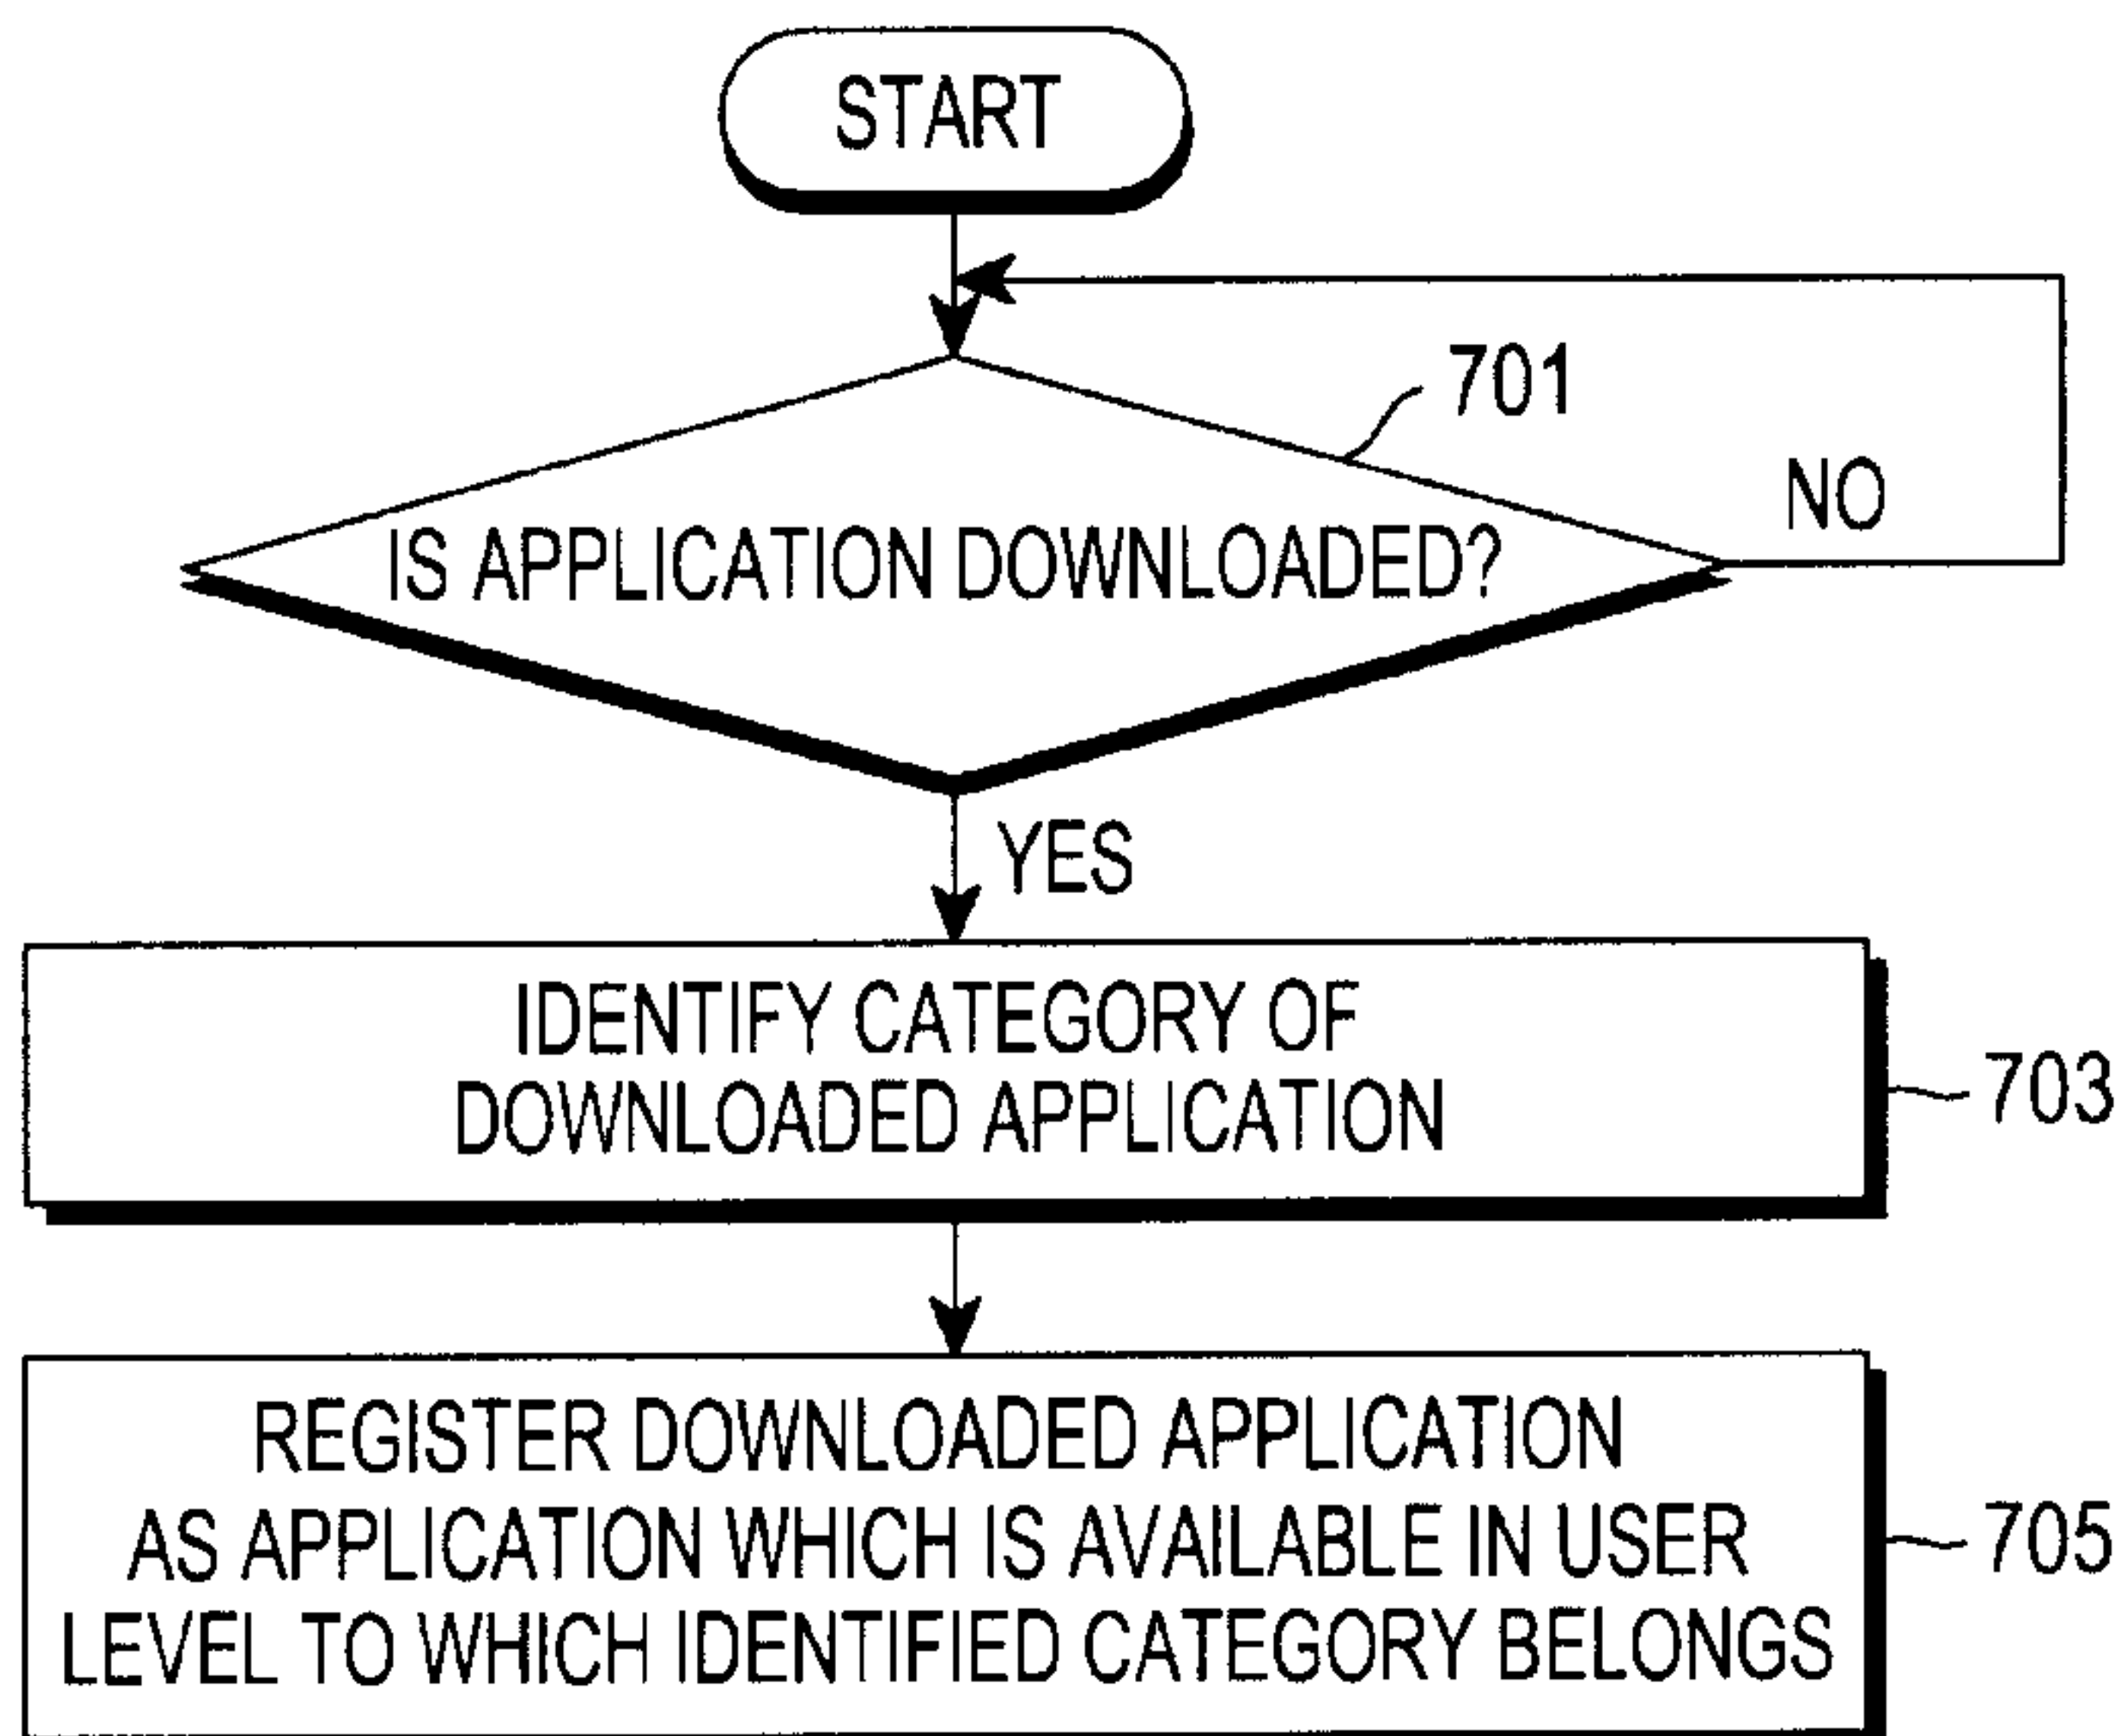 START
701
NO
IS APPLICATION DOWNLOADED?
YES
IDENTIFY CATEGORY OF
DOWNLOADED APPLICATION
703
REGISTER DOWNLOADED APPLICATION
AS APPLICATION WHICH IS AVAILABLE IN USER
LEVEL TO WHICH IDENTIFIED CATEGORY BELONGS
705